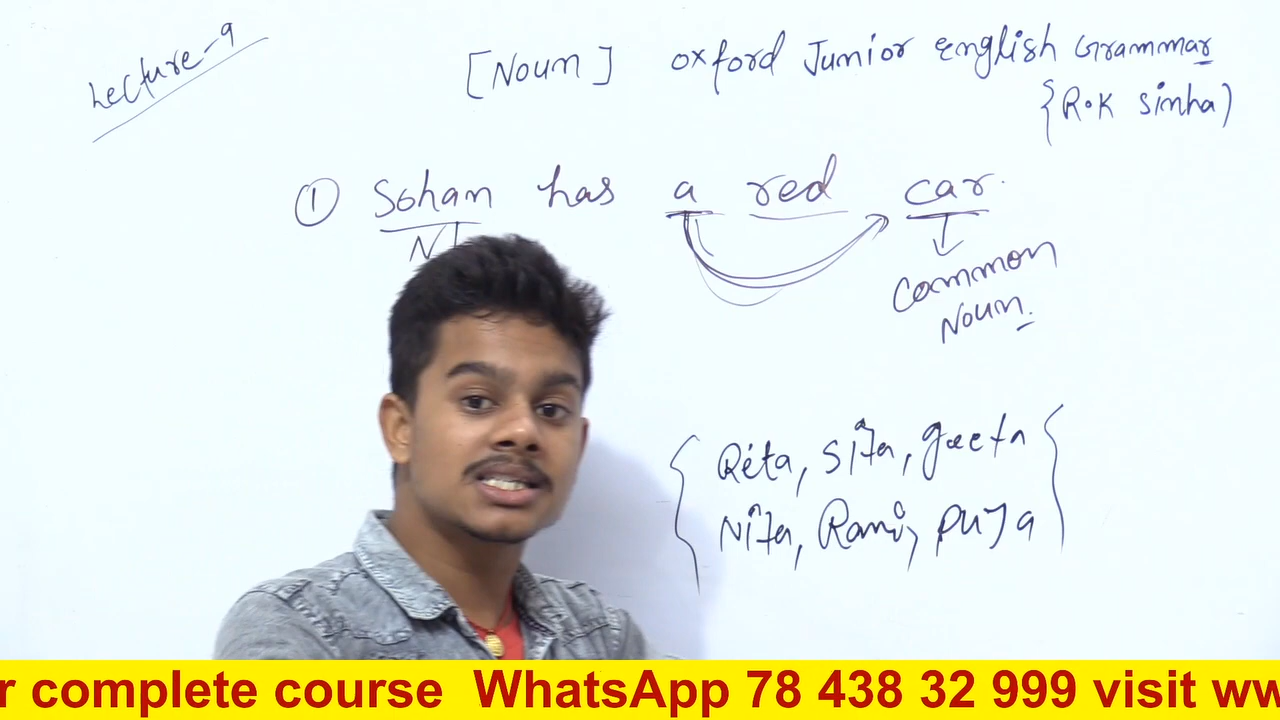 Lecture-9
[Noun] Oxford Junior English Grammar
{R.K Sinha)
① Sohan has a red car.
Common
Noun.
{ Rita, Sita, geeta }
Nita, Rani, puja
r complete course WhatsApp 78 438 32 999 visit ww